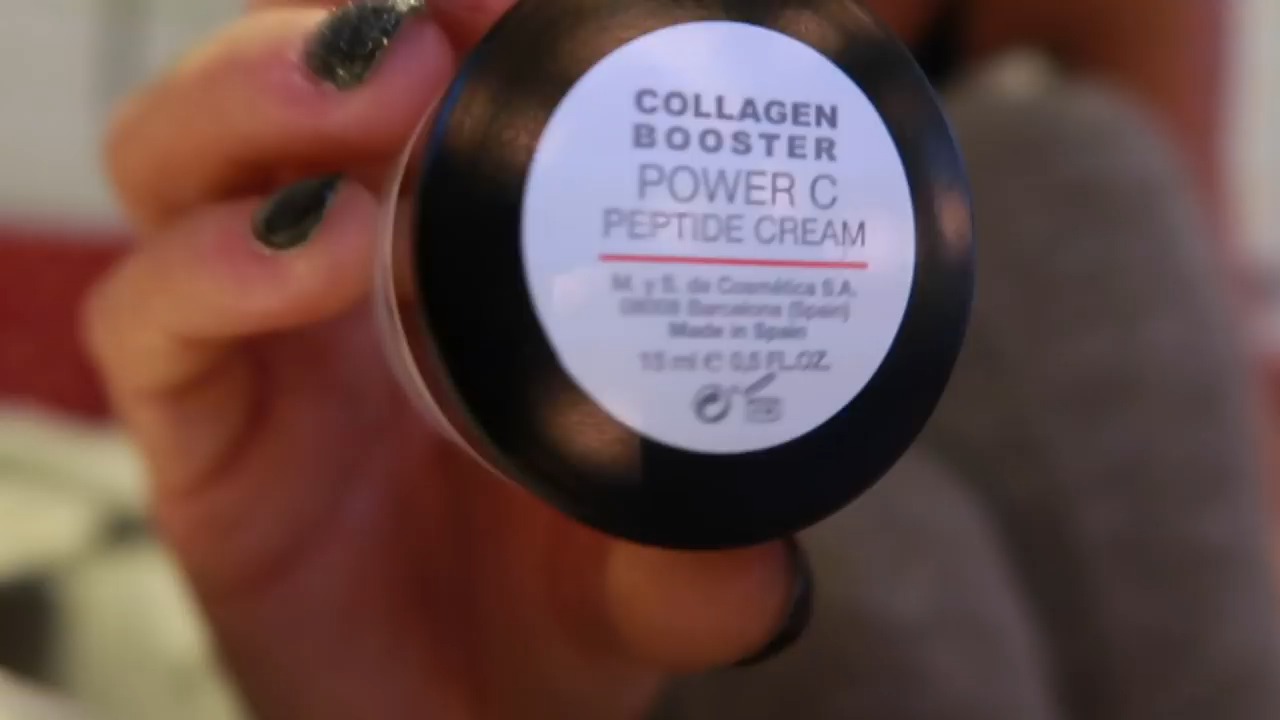 COLLAGEN
BOOSTER
POWER C
PEPTIDE CREAM
M. y S. de Cosmética S.A.
Barcelona (Spain)
Made in Spain
15 ml ℮ 0,5 FL.OZ.